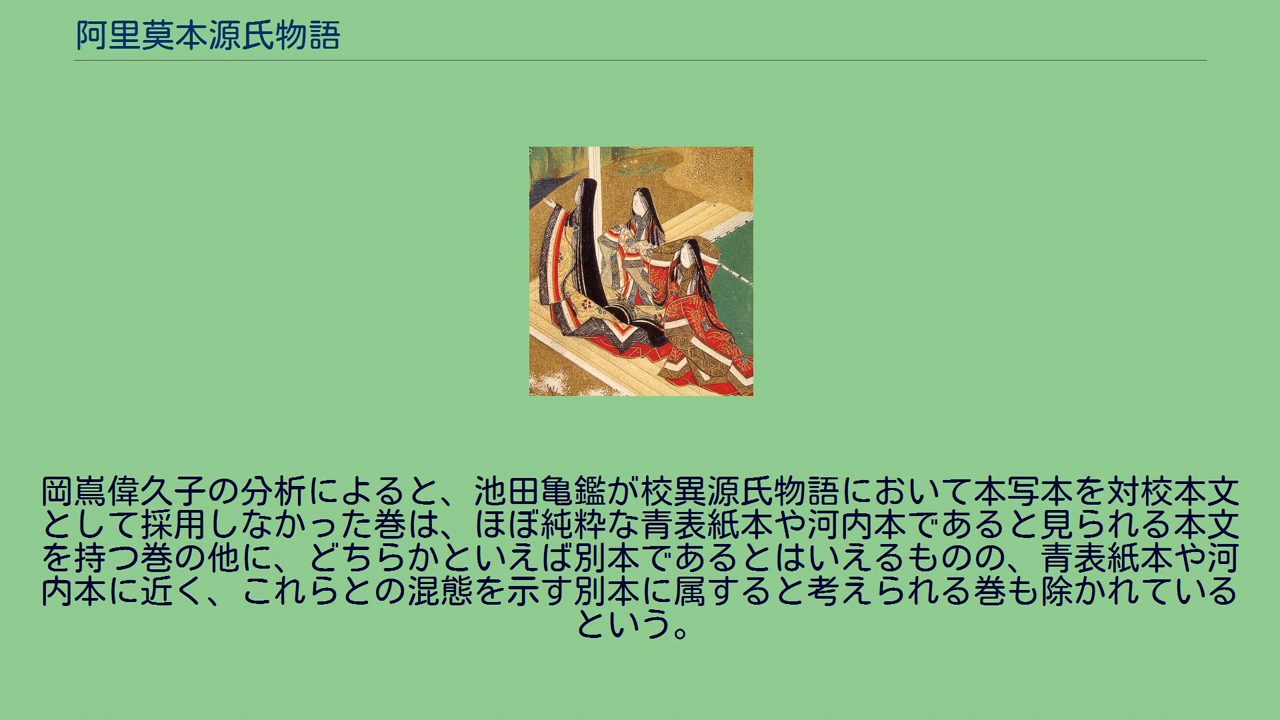 阿里莫本源氏物語
岡嶌偉久子の分析によると、池田亀鑑が校異源氏物語において本写本を対校本文
として採用しなかった巻は、ほぼ純粋な青表紙本や河内本であると見られる本文
を持つ巻の他に、どちらかといえば別本であるとはいえるものの、青表紙本や河
内本に近く、これらとの混態を示す別本に属すると考えられる巻も除かれている
という。